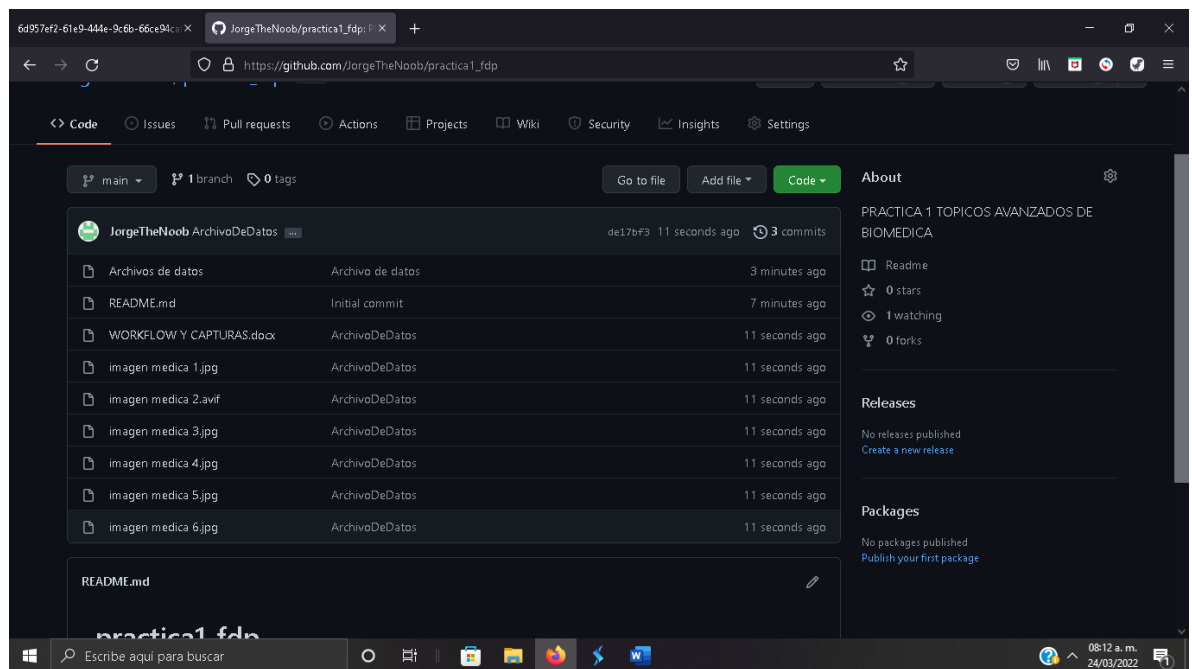 6d957ef2-61e9-444e-9c6b-66ce94ca
JorgeTheNoob/practica1_fdp: P
https://github.com/JorgeTheNoob/practica1_fdp
Code Issues Pull requests Actions Projects Wiki Security Insights Settings
main 1 branch 0 tags Go to file Add file Code
JorgeTheNoob ArchivoDeDatos ... de17bf3 11 seconds ago 3 commits
Archivos de datos Archivo de datos 3 minutes ago
README.md Initial commit 7 minutes ago
WORKFLOW Y CAPTURAS.docx ArchivoDeDatos 11 seconds ago
imagen medica 1.jpg ArchivoDeDatos 11 seconds ago
imagen medica 2.avif ArchivoDeDatos 11 seconds ago
imagen medica 3.jpg ArchivoDeDatos 11 seconds ago
imagen medica 4.jpg ArchivoDeDatos 11 seconds ago
imagen medica 5.jpg ArchivoDeDatos 11 seconds ago
imagen medica 6.jpg ArchivoDeDatos 11 seconds ago
README.md
practica1_fdp
About
PRACTICA 1 TOPICOS AVANZADOS DE
BIOMEDICA
Readme
0 stars
1 watching
0 forks
Releases
No releases published
Create a new release
Packages
No packages published
Publish your first package
Escribe aquí para buscar
08:12 a. m.
24/03/2022
1